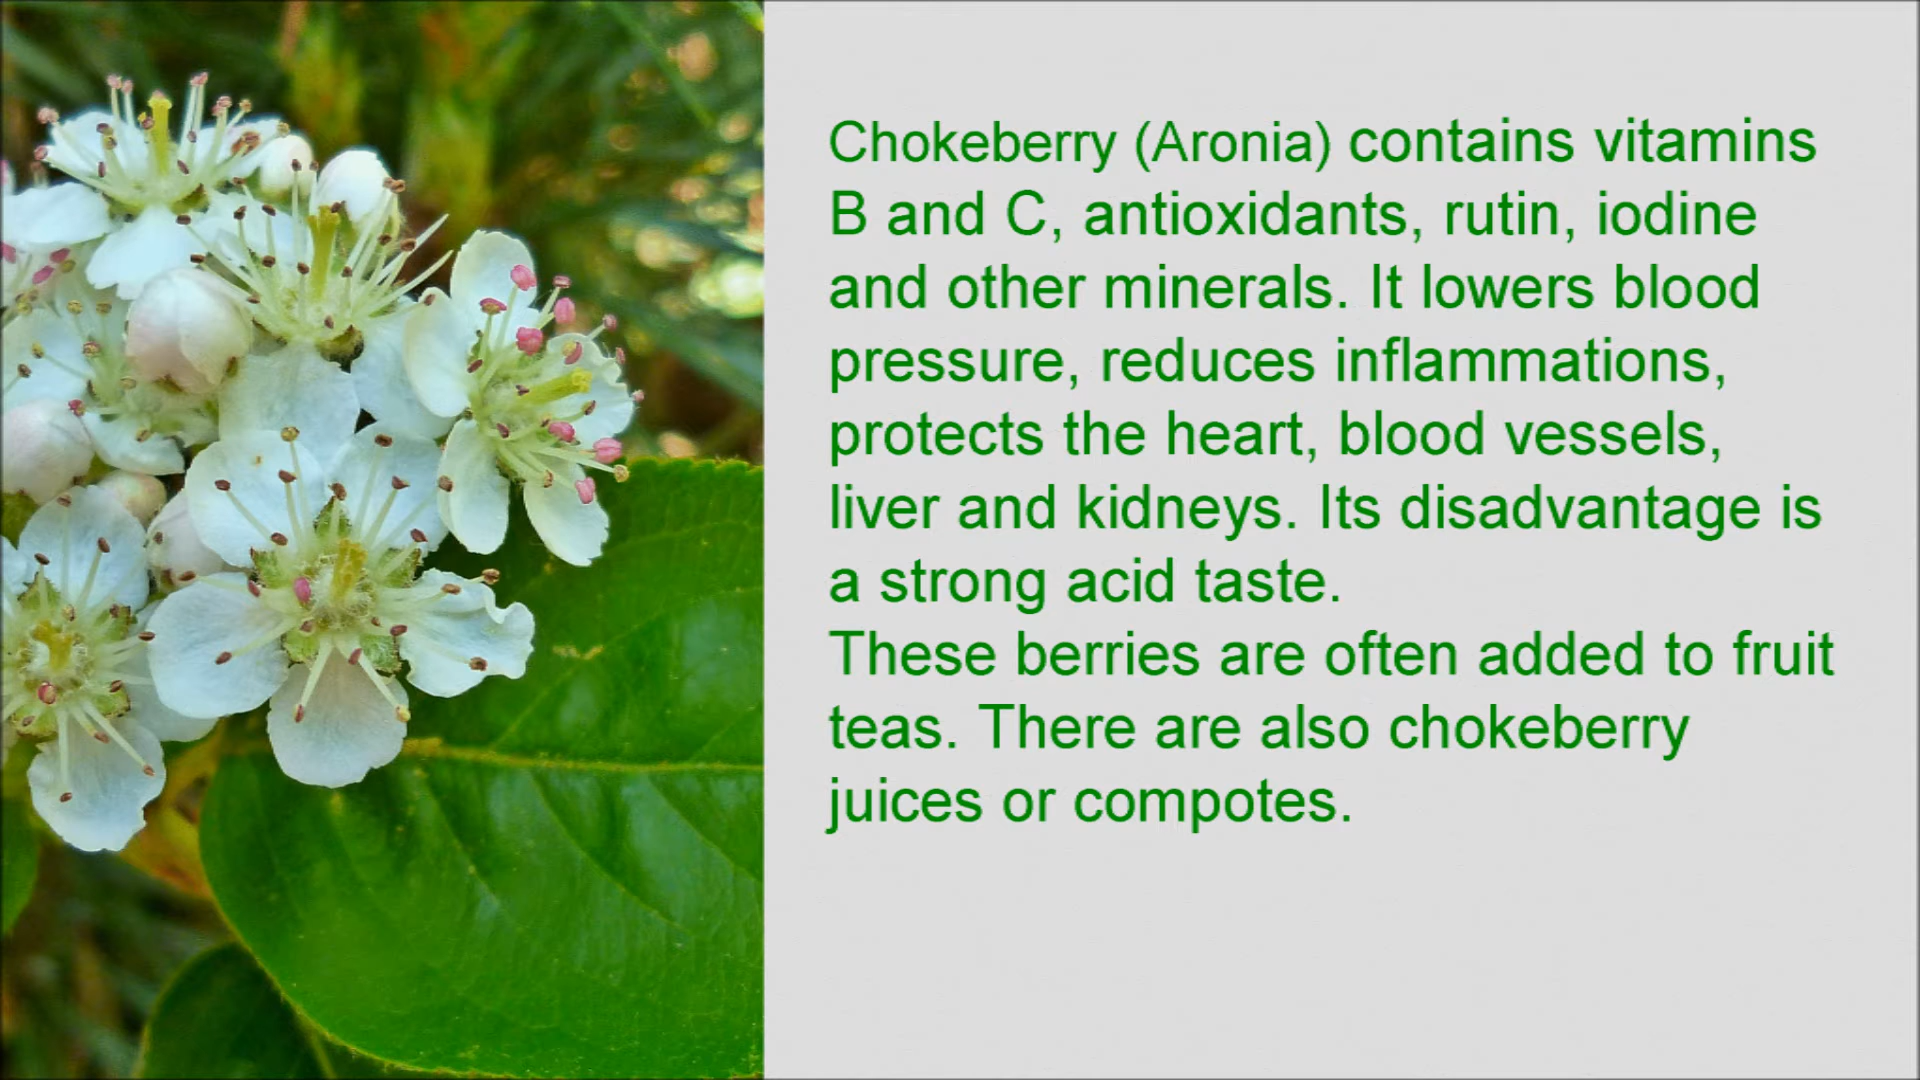 Chokeberry (Aronia) contains vitamins
B and C, antioxidants, rutin, iodine
and other minerals. It lowers blood
pressure, reduces inflammations,
protects the heart, blood vessels,
liver and kidneys. Its disadvantage is
a strong acid taste.
These berries are often added to fruit
teas. There are also chokeberry
juices or compotes.